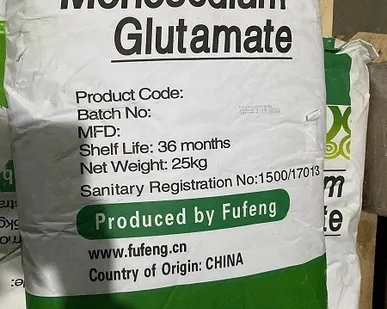 Monosodium
Glutamate
Product Code:
Batch No:
MFD:
Shelf Life: 36 months
Net Weight: 25kg
Sanitary Registration No:1500/17013
Produced by Fufeng
www.fufeng.cn
Country of Origin: CHINA